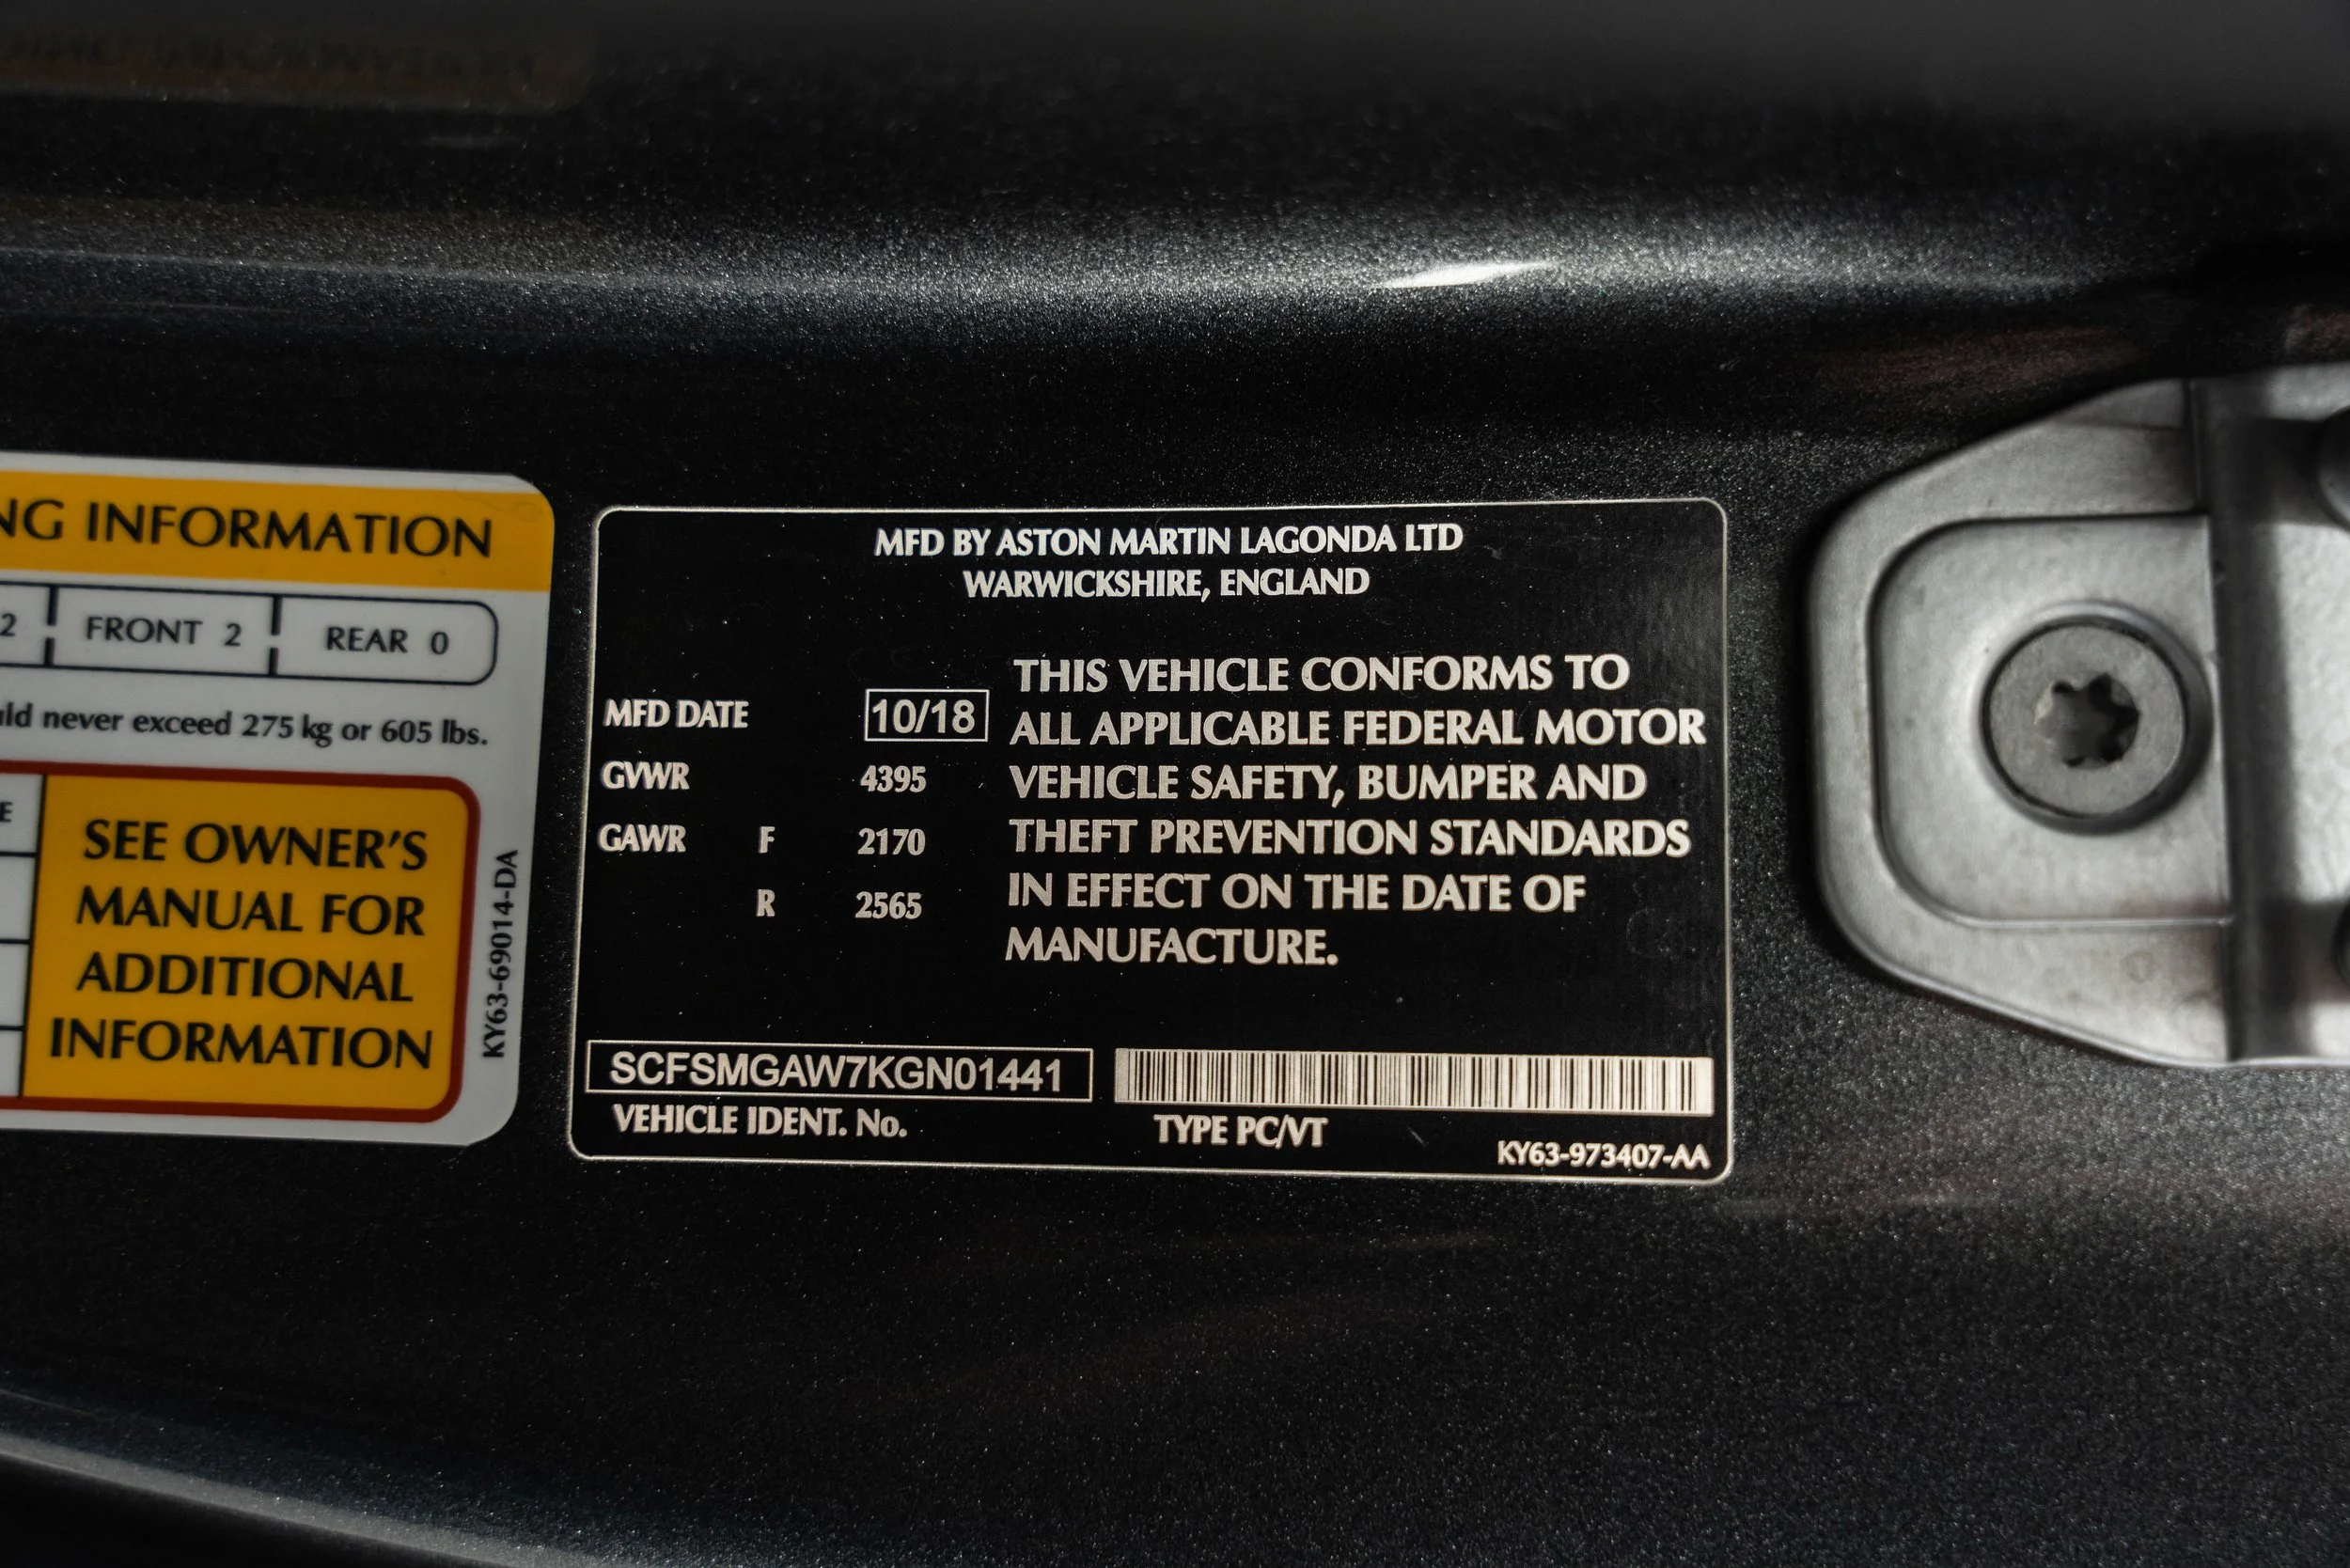 NG INFORMATION
2 FRONT 2 REAR 0
uld never exceed 275 kg or 605 lbs.
E
SEE OWNER'S
MANUAL FOR
ADDITIONAL
INFORMATION
KY63-69014-DA
MFD BY ASTON MARTIN LAGONDA LTD
WARWICKSHIRE, ENGLAND
MFD DATE 10/18
GVWR 4395
GAWR F 2170
R 2565
THIS VEHICLE CONFORMS TO
ALL APPLICABLE FEDERAL MOTOR
VEHICLE SAFETY, BUMPER AND
THEFT PREVENTION STANDARDS
IN EFFECT ON THE DATE OF
MANUFACTURE.
SCFSMGAW7KGN01441
VEHICLE IDENT. No.
TYPE PC/VT
KY63-973407-AA